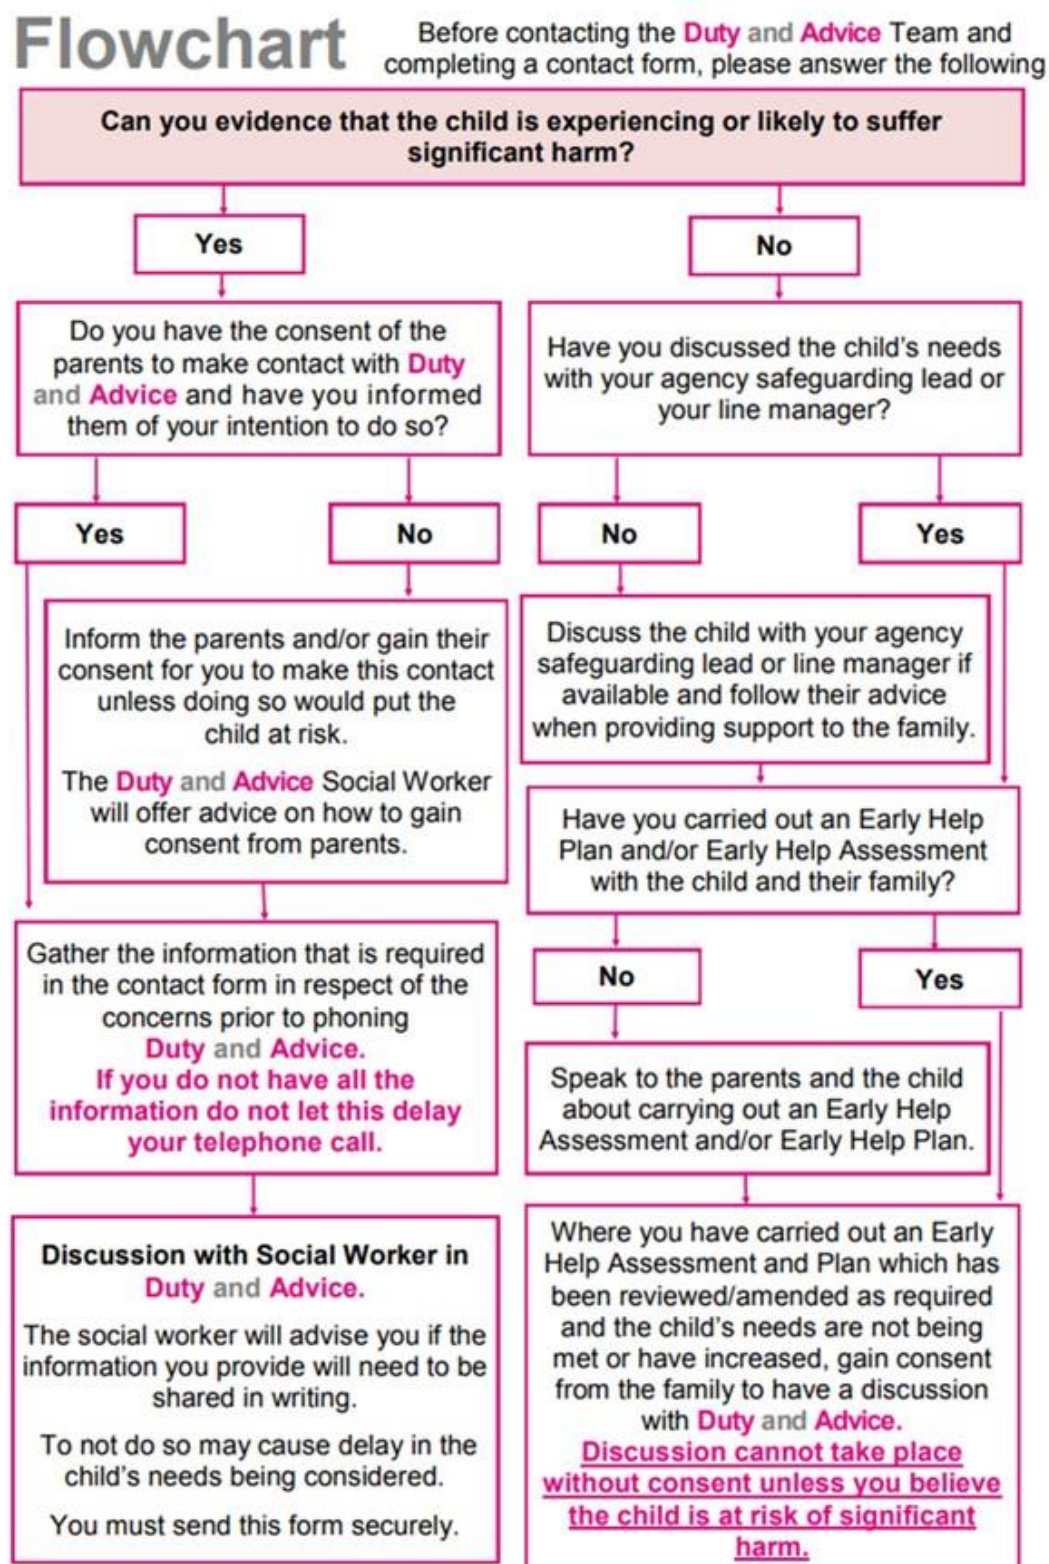 Flowchart
Before contacting the Duty and Advice Team and
completing a contact form, please answer the following
Can you evidence that the child is experiencing or likely to suffer
significant harm?
Yes
No
Do you have the consent of the
parents to make contact with Duty
and Advice and have you informed
them of your intention to do so?
Have you discussed the child's needs
with your agency safeguarding lead or
your line manager?
Yes
No
No
Yes
Inform the parents and/or gain their
consent for you to make this contact
unless doing so would put the
child at risk.
The Duty and Advice Social Worker
will offer advice on how to gain
consent from parents.
Discuss the child with your agency
safeguarding lead or line manager if
available and follow their advice
when providing support to the family.
Have you carried out an Early Help
Plan and/or Early Help Assessment
with the child and their family?
Gather the information that is required
in the contact form in respect of the
concerns prior to phoning
Duty and Advice.
If you do not have all the
information do not let this delay
your telephone call.
No
Yes
Speak to the parents and the child
about carrying out an Early Help
Assessment and/or Early Help Plan.
Discussion with Social Worker in
Duty and Advice.
The social worker will advise you if the
information you provide will need to be
shared in writing.
To not do so may cause delay in the
child's needs being considered.
You must send this form securely.
Where you have carried out an Early
Help Assessment and Plan which has
been reviewed/amended as required
and the child's needs are not being
met or have increased, gain consent
from the family to have a discussion
with Duty and Advice.
Discussion cannot take place
without consent unless you believe
the child is at risk of significant
harm.